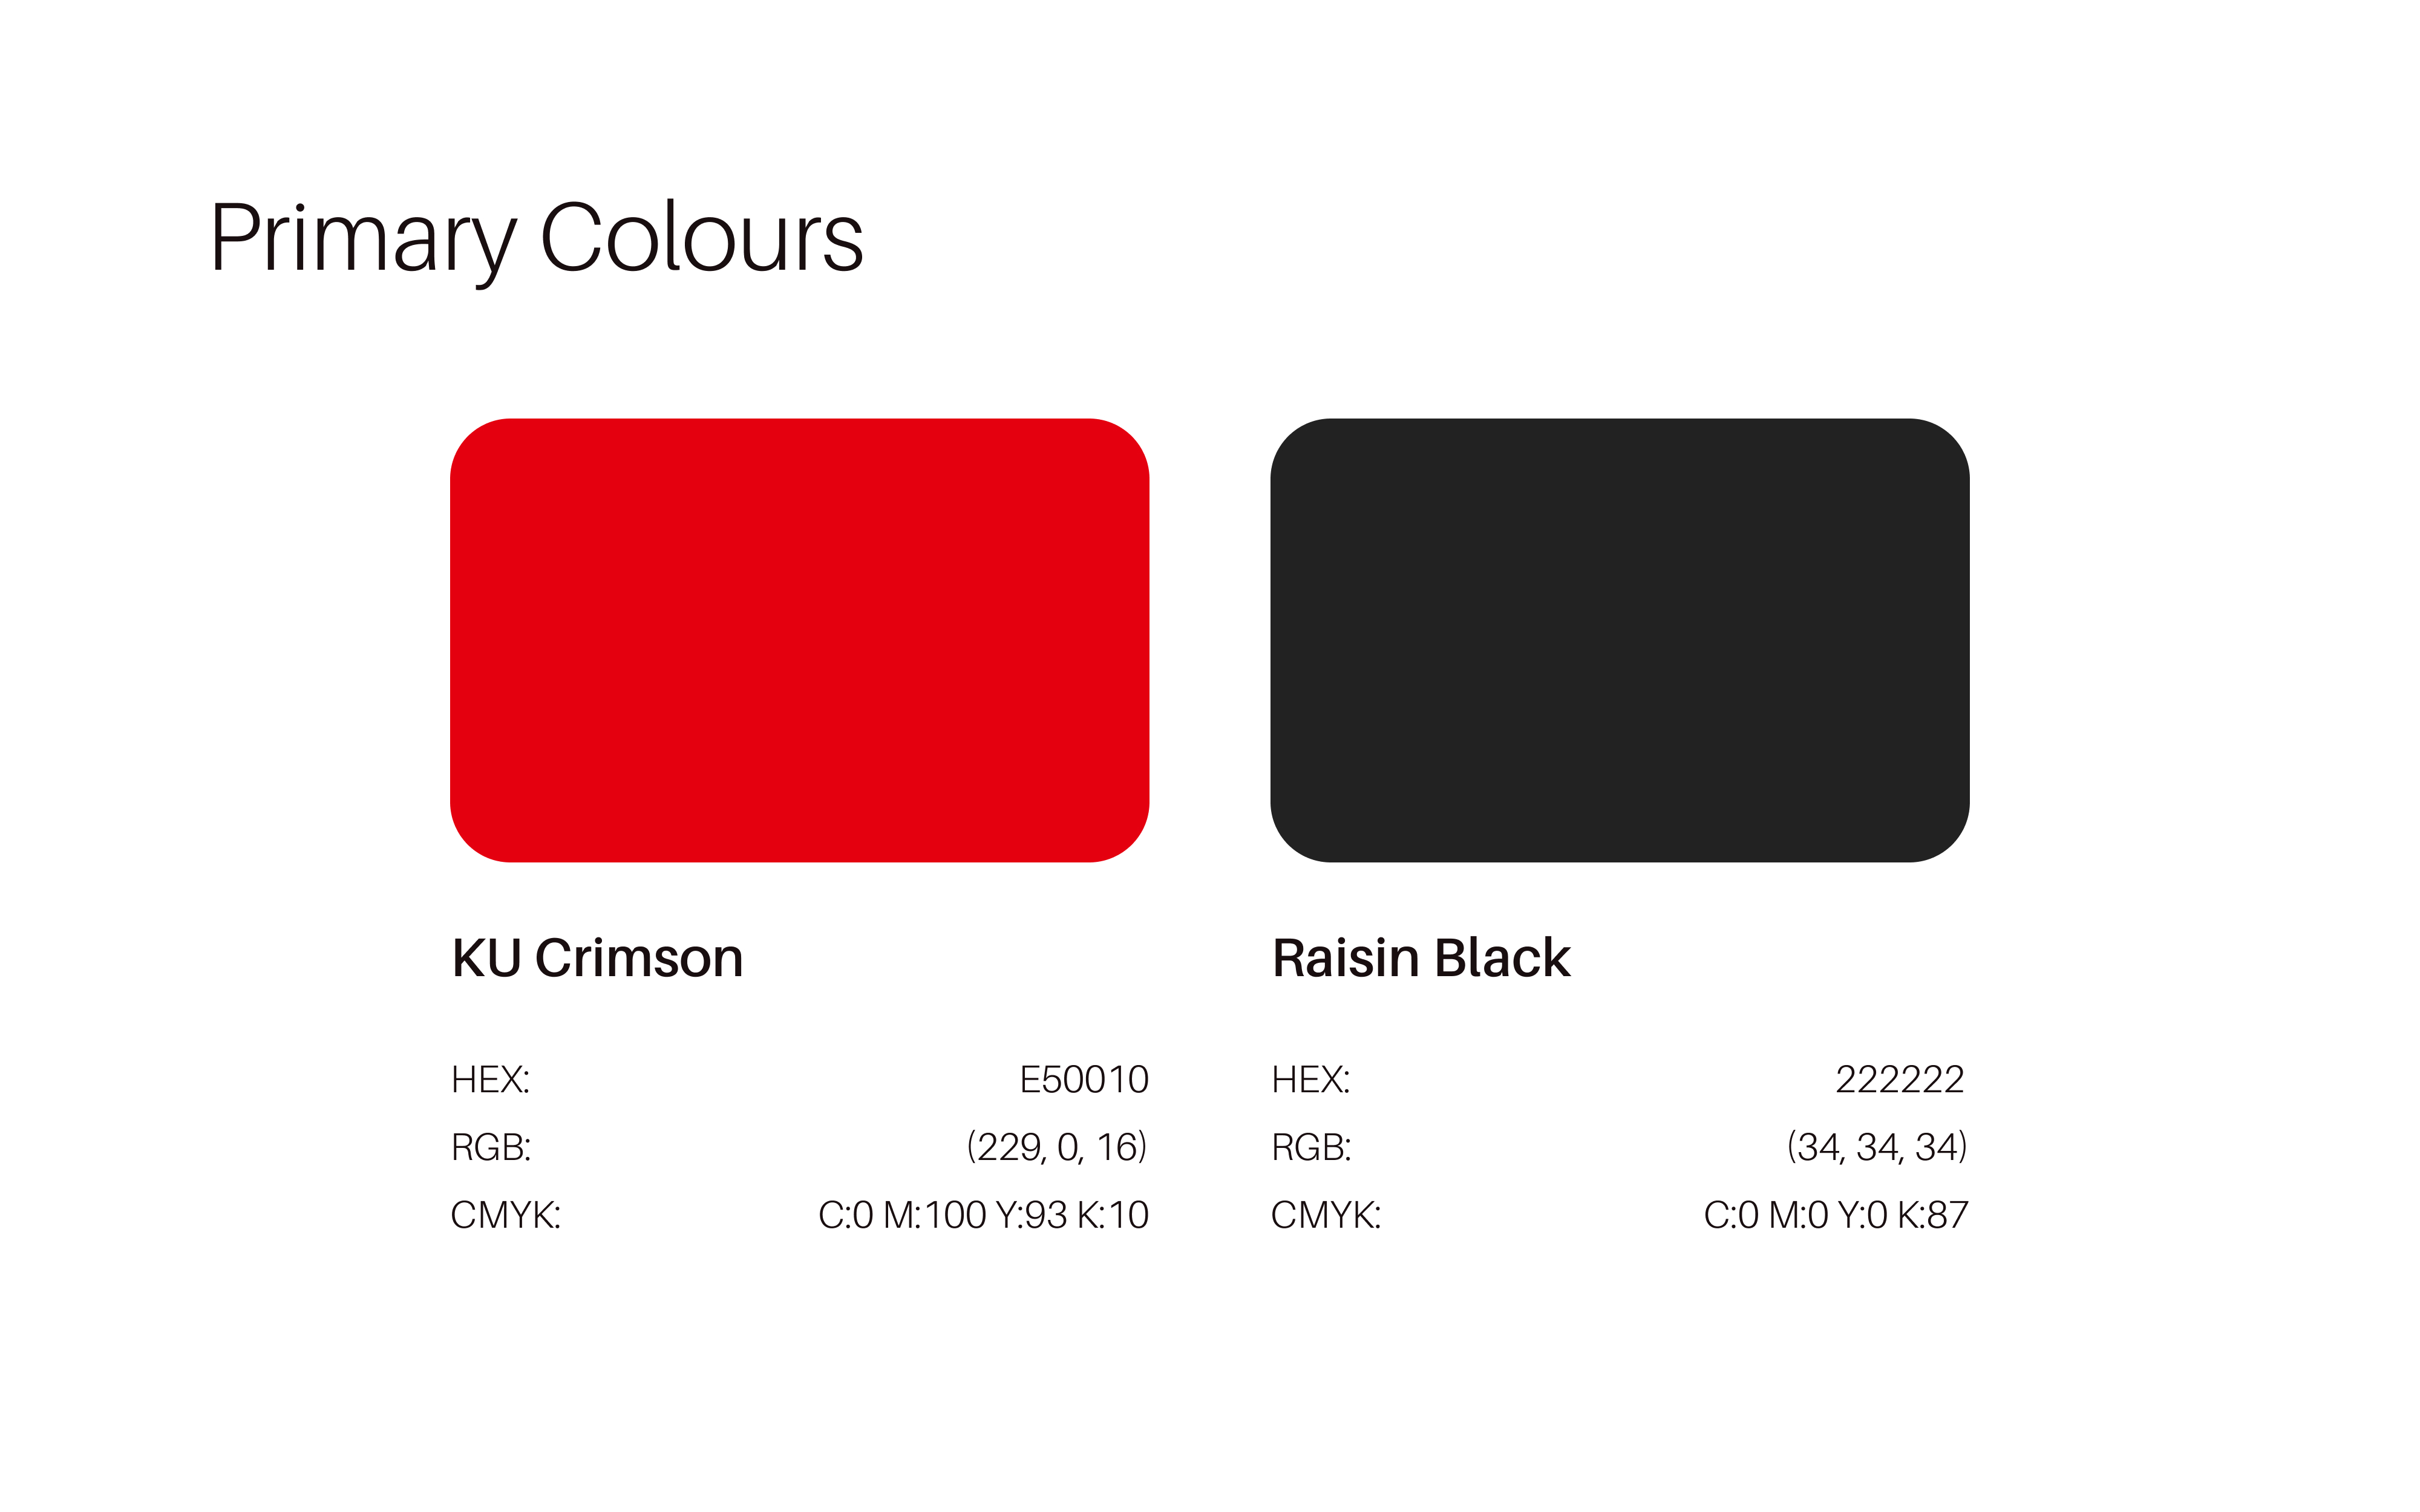 Primary Colours
KU Crimson
HEX: E50010
RGB: (229, 0, 16)
CMYK: C:0 M:100 Y:93 K:10
Raisin Black
HEX: 222222
RGB: (34, 34, 34)
CMYK: C:0 M:0 Y:0 K:87